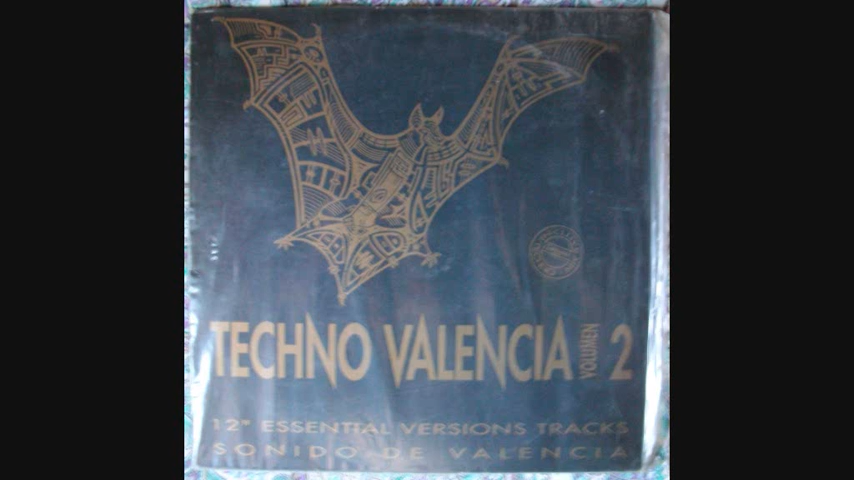 TECHNO VALENCIA VOLUMEN 2
12" ESSENTIAL VERSIONS TRACKS
SONIDO DE VALENCIA